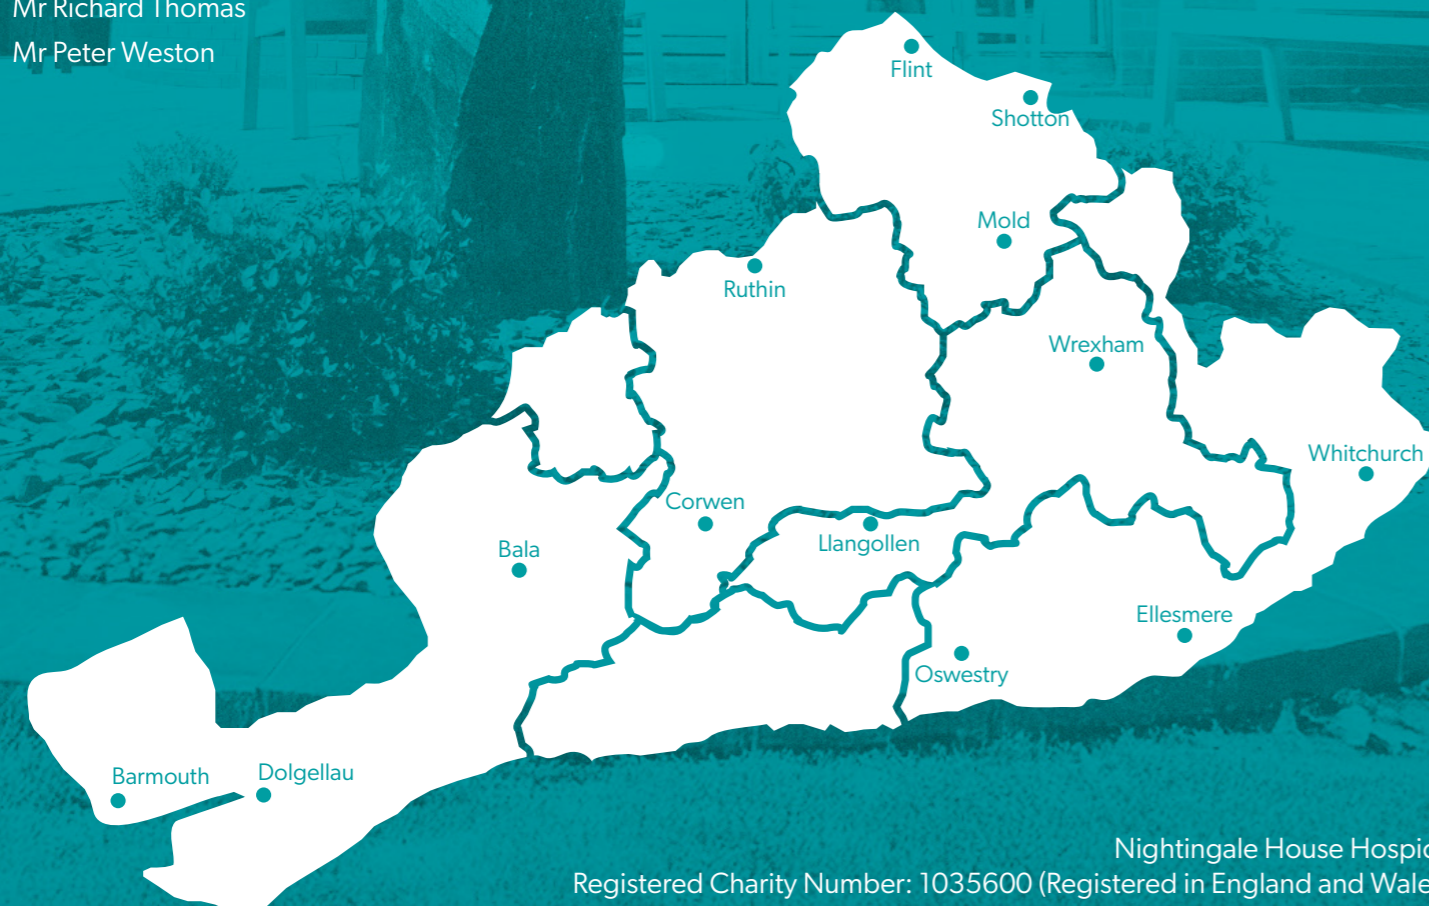 Mr Richard Thomas
Mr Peter Weston
Flint
Shotton
Mold
Ruthin
Wrexham
Whitchurch
Corwen
Llangollen
Bala
Ellesmere
Oswestry
Barmouth
Dolgellau
Nightingale House Hospic
Registered Charity Number: 1035600 (Registered in England and Wale